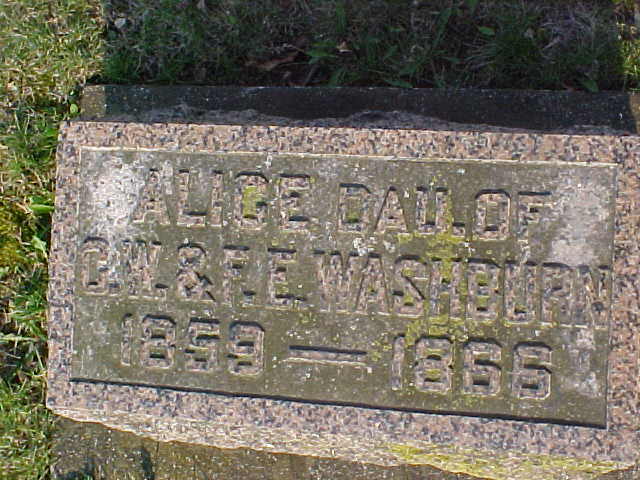 ALICE DAU. OF
G.W. & F.E. WASHBURN
1859 — 1866